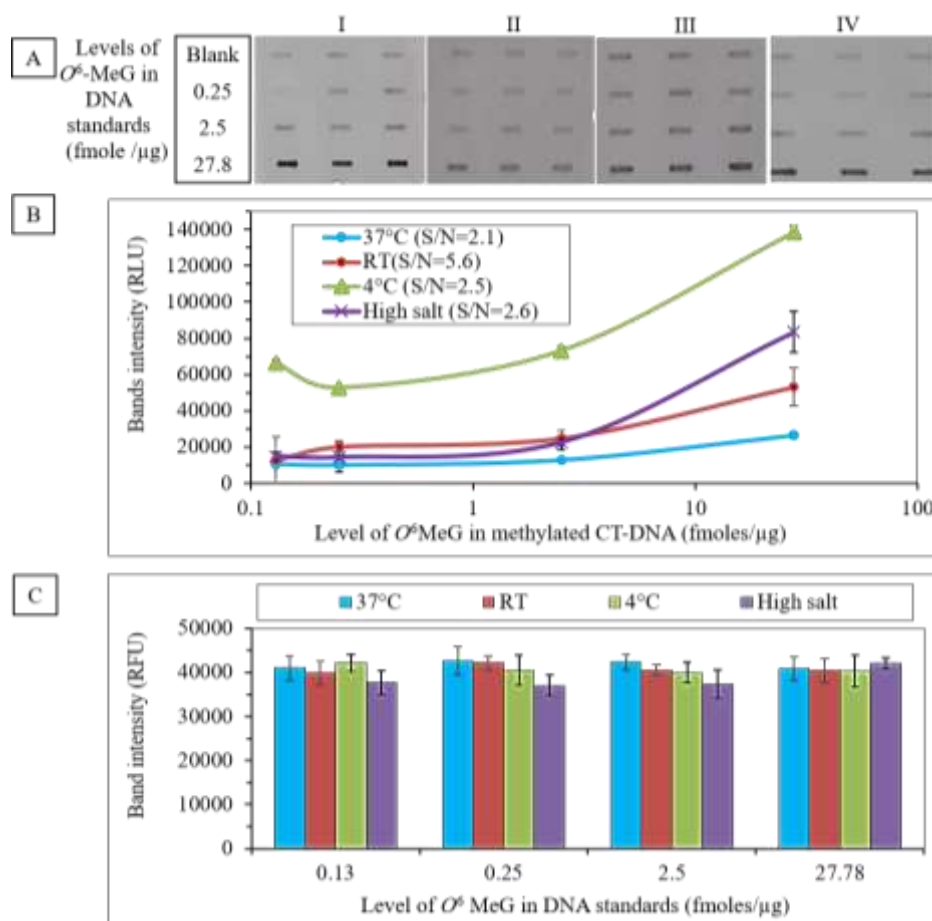 I II III IV
A
Levels of
O⁶-MeG in
DNA
standards
(fmole /µg)
Blank
0.25
2.5
27.8
B
Bands intensity (RLU)
140000
120000
100000
80000
60000
40000
20000
0
37°C (S/N=2.1)
RT(S/N=5.6)
4°C (S/N=2.5)
High salt (S/N=2.6)
0.1 1 10 100
Level of O⁶MeG in methylated CT-DNA (fmoles/µg)
C
37°C RT 4°C High salt
Band intensity (RFU)
50000
40000
30000
20000
10000
0
0.13 0.25 2.5 27.78
Level of O⁶ MeG in DNA standards (fmoles/µg)